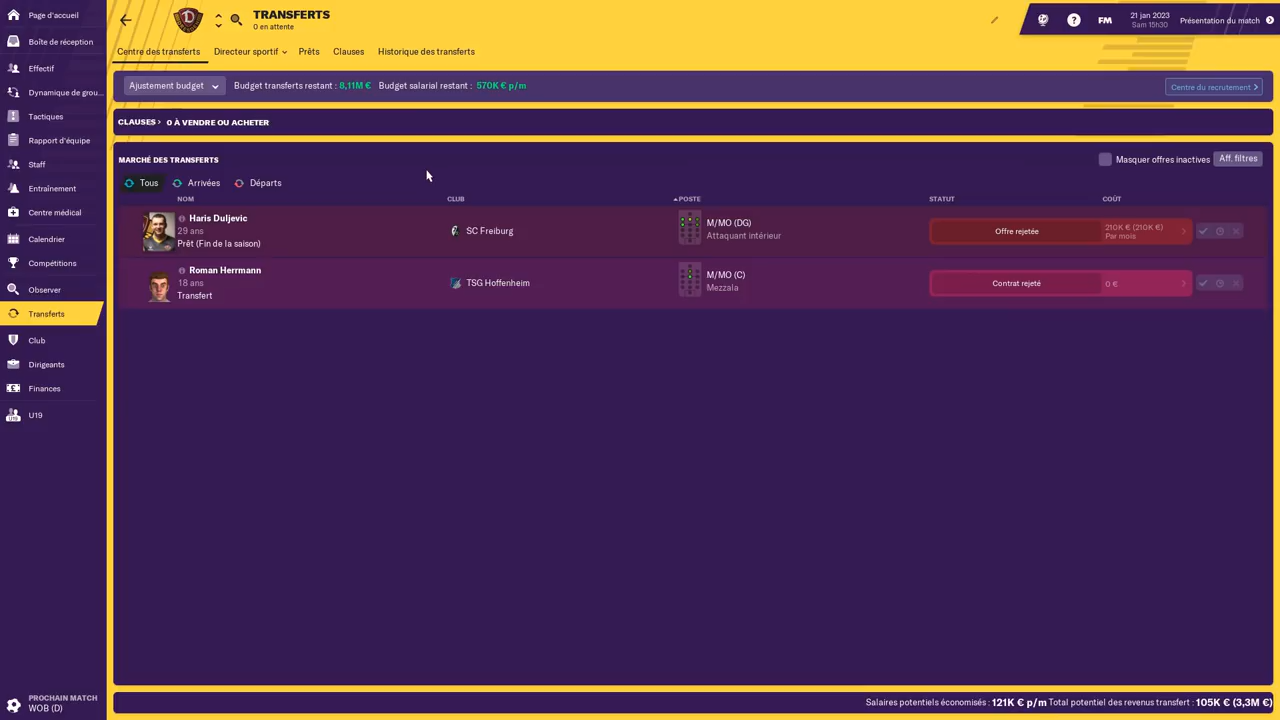 Page d'accueil
Boîte de réception
Effectif
Dynamique de grou...
Tactiques
Rapport d'équipe
Staff
Entraînement
Centre médical
Calendrier
Compétitions
Observer
Transferts
Club
Dirigeants
Finances
U19
PROCHAIN MATCH
WOB (D)
TRANSFERTS
0 en attente
? FM 21 jan 2023
Sam 15h30
Présentation du match
Centre des transferts Directeur sportif Prêts Clauses Historique des transferts
Ajustement budget Budget transferts restant : 8,11M € Budget salarial restant : 570K € p/m Centre du recrutement >
CLAUSES > 0 À VENDRE OU ACHETER
MARCHÉ DES TRANSFERTS Masquer offres inactives Aff. filtres
Tous Arrivées Départs
NOM CLUB POSTE STATUT COÛT
Haris Duljevic
29 ans
Prêt (Fin de la saison)
SC Freiburg
M/MO (DG)
Attaquant intérieur
Offre rejetée
210K € (210K €)
Par mois
Roman Herrmann
18 ans
Transfert
TSG Hoffenheim
M/MO (C)
Mezzala
Contrat rejeté
0 €
Salaires potentiels économisés : 121K € p/m Total potentiel des revenus transfert : 105K € (3,3M €)